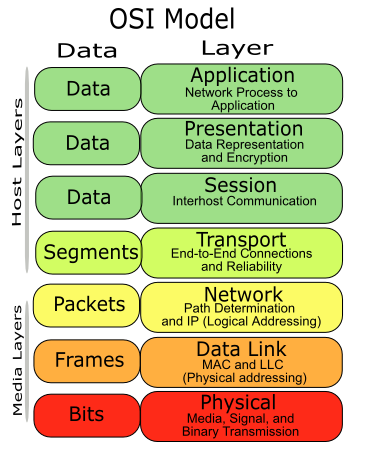 OSI Model
Data Layer
Host Layers
Data
Application
Network Process to
Application
Data
Presentation
Data Representation
and Encryption
Data
Session
Interhost Communication
Segments
Transport
End-to-End Connections
and Reliability
Media Layers
Packets
Network
Path Determination
and IP (Logical Addressing)
Frames
Data Link
MAC and LLC
(Physical addressing)
Bits
Physical
Media, Signal, and
Binary Transmission